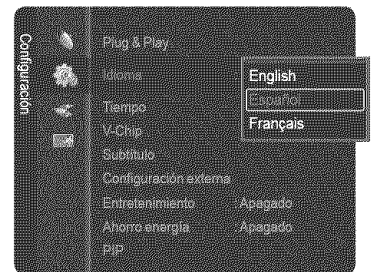 Configuración
Plug & Play
Idioma
English
Español
Français
Tiempo
V-Chip
Subtítulo
Configuración externa
Entretenimiento : Apagado
Ahorro energía : Apagado
PIP